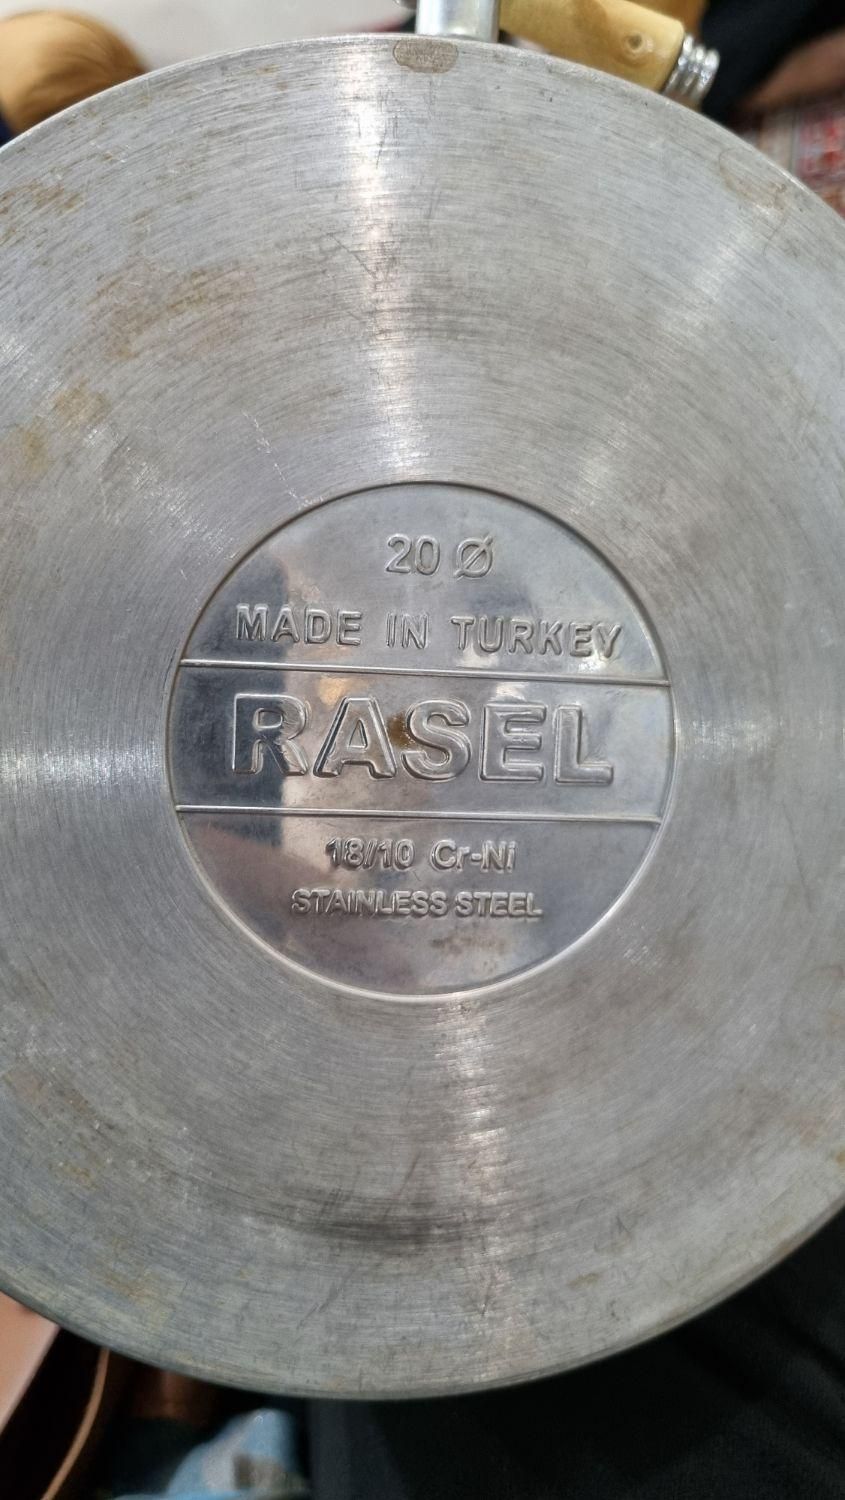 20 Ø
MADE IN TURKEY
RASEL
18/10 Cr-Ni
STAINLESS STEEL